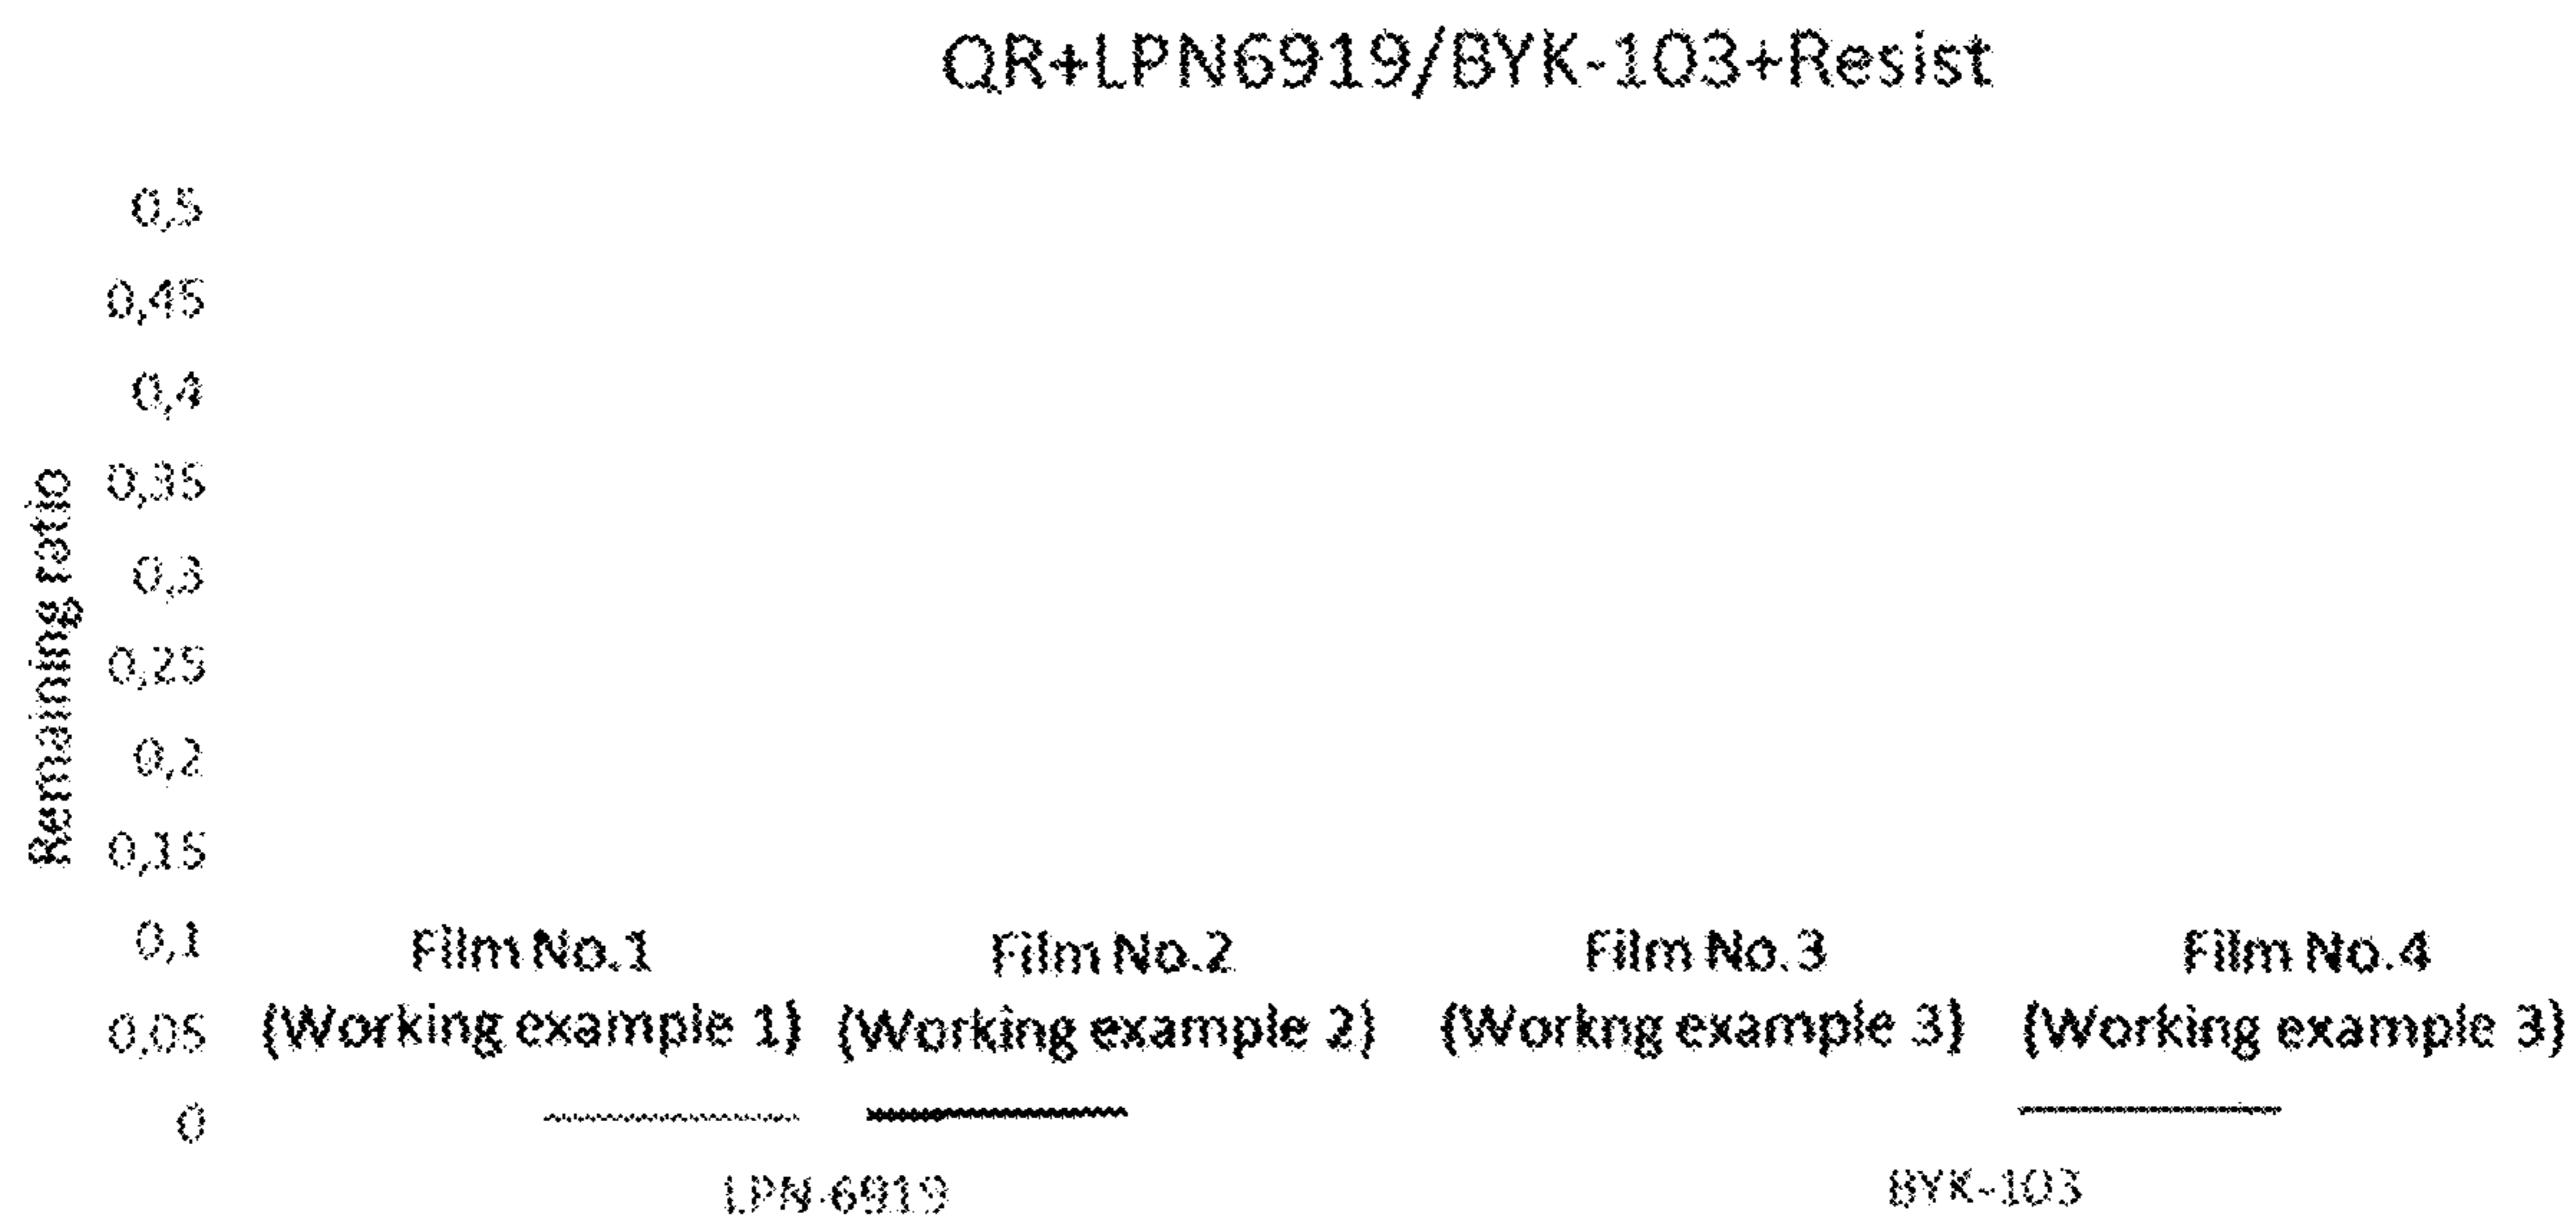 QR+LPN6919/BYK-103+Resist
Remaining ratio
0,5
0,45
0,4
0,35
0,3
0,25
0,2
0,15
0,1
0,05
0
Film No.1
(Working example 1)
Film No.2
(Working example 2)
Film No.3
(Workng example 3)
Film No.4
(Working example 3)
LPN-6919
BYK-103